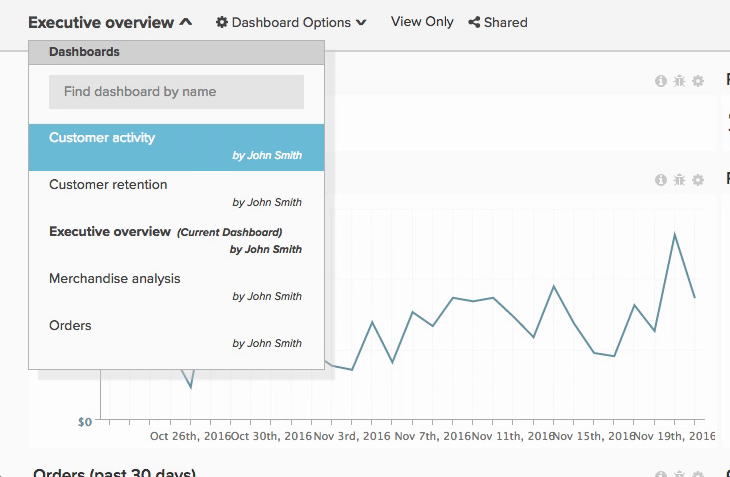 Executive overview Dashboard Options View Only Shared
Dashboards
Find dashboard by name
Customer activity
by John Smith
Customer retention
by John Smith
Executive overview (Current Dashboard)
by John Smith
Merchandise analysis
by John Smith
Orders
by John Smith
$0
Oct 26th, 2016 Oct 30th, 2016 Nov 3rd, 2016 Nov 7th, 2016 Nov 11th, 2016 Nov 15th, 2016 Nov 19th, 2016
Orders (past 30 days)